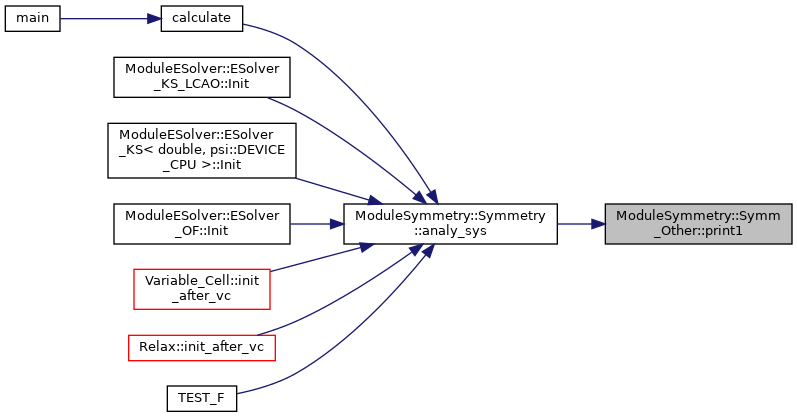 main
calculate
ModuleESolver::ESolver
_KS_LCAO::Init
ModuleESolver::ESolver
_KS< double, psi::DEVICE
_CPU >::Init
ModuleESolver::ESolver
_OF::Init
Variable_Cell::init
_after_vc
Relax::init_after_vc
TEST_F
ModuleSymmetry::Symmetry
::analy_sys
ModuleSymmetry::Symm
_Other::print1